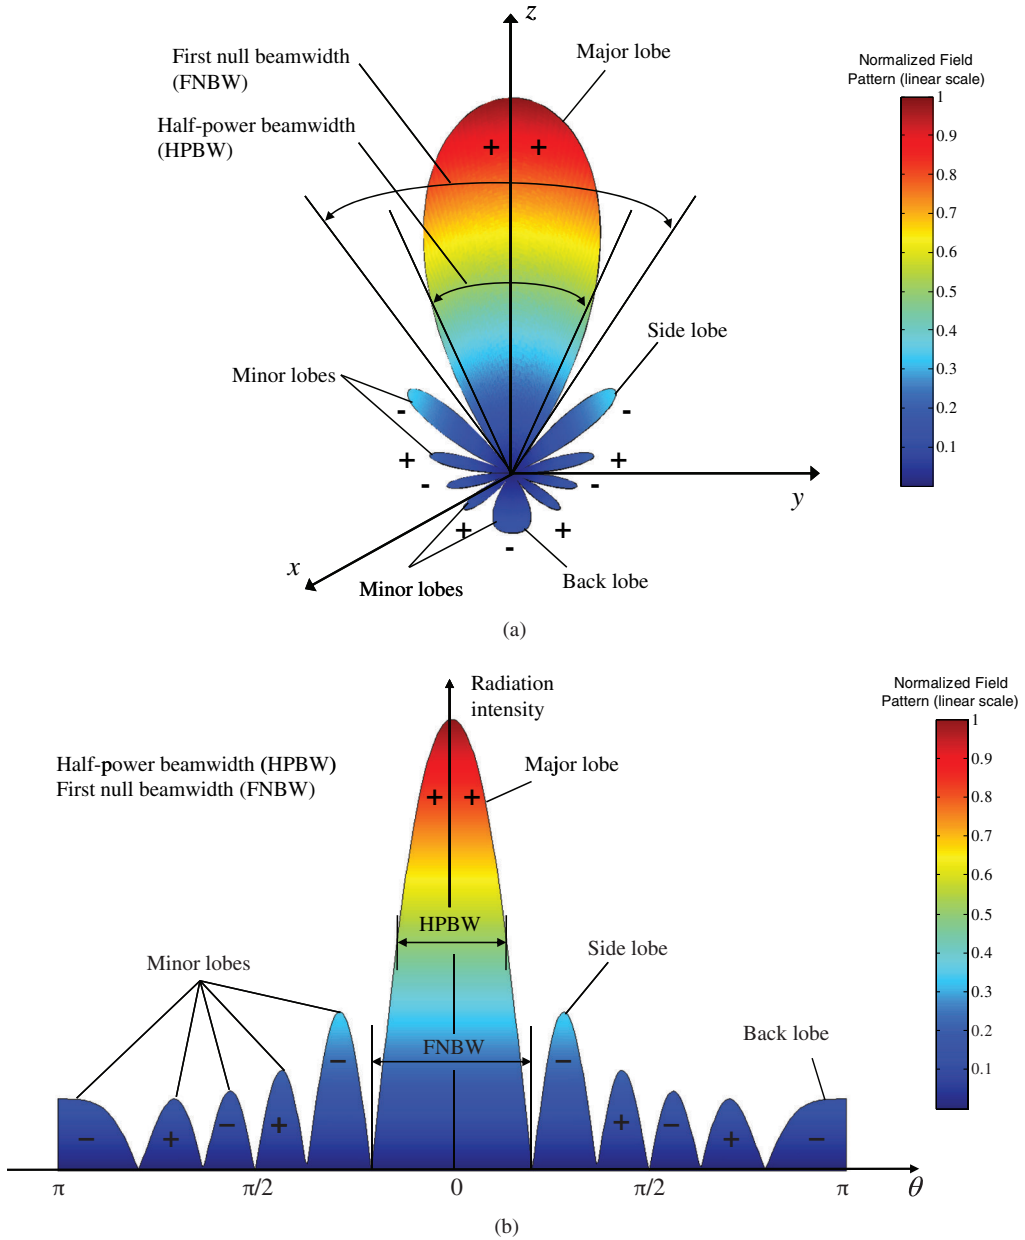 z
First null beamwidth
(FNBW)
Major lobe
Half-power beamwidth
(HPBW)
Normalized Field
Pattern (linear scale)
1
0.9
0.8
0.7
0.6
0.5
0.4
0.3
0.2
0.1
+ +
Side lobe
Minor lobes
- -
+ +
- -
y
+ +
-
x
Minor lobes
Back lobe
(a)
Radiation
intensity
Normalized Field
Pattern (linear scale)
1
0.9
0.8
0.7
0.6
0.5
0.4
0.3
0.2
0.1
Half-power beamwidth (HPBW)
First null beamwidth (FNBW)
Major lobe
+ +
HPBW
Minor lobes
Side lobe
FNBW
Back lobe
− + − + − − + − + −
π π/2 0 π/2 π θ
(b)